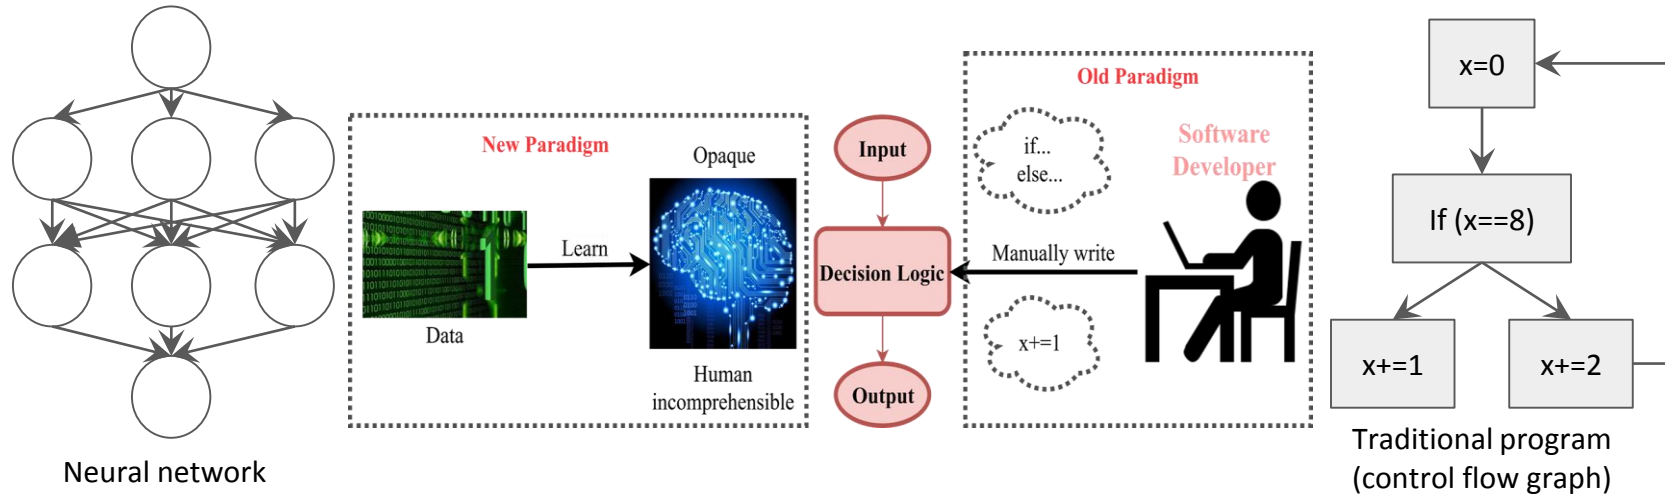 Neural network
New Paradigm
Opaque
Learn
Data
Human
incomprehensible
Input
Decision Logic
Output
Old Paradigm
if...
else...
Software
Developer
Manually write
x+=1
x=0
If (x==8)
x+=1
x+=2
Traditional program
(control flow graph)